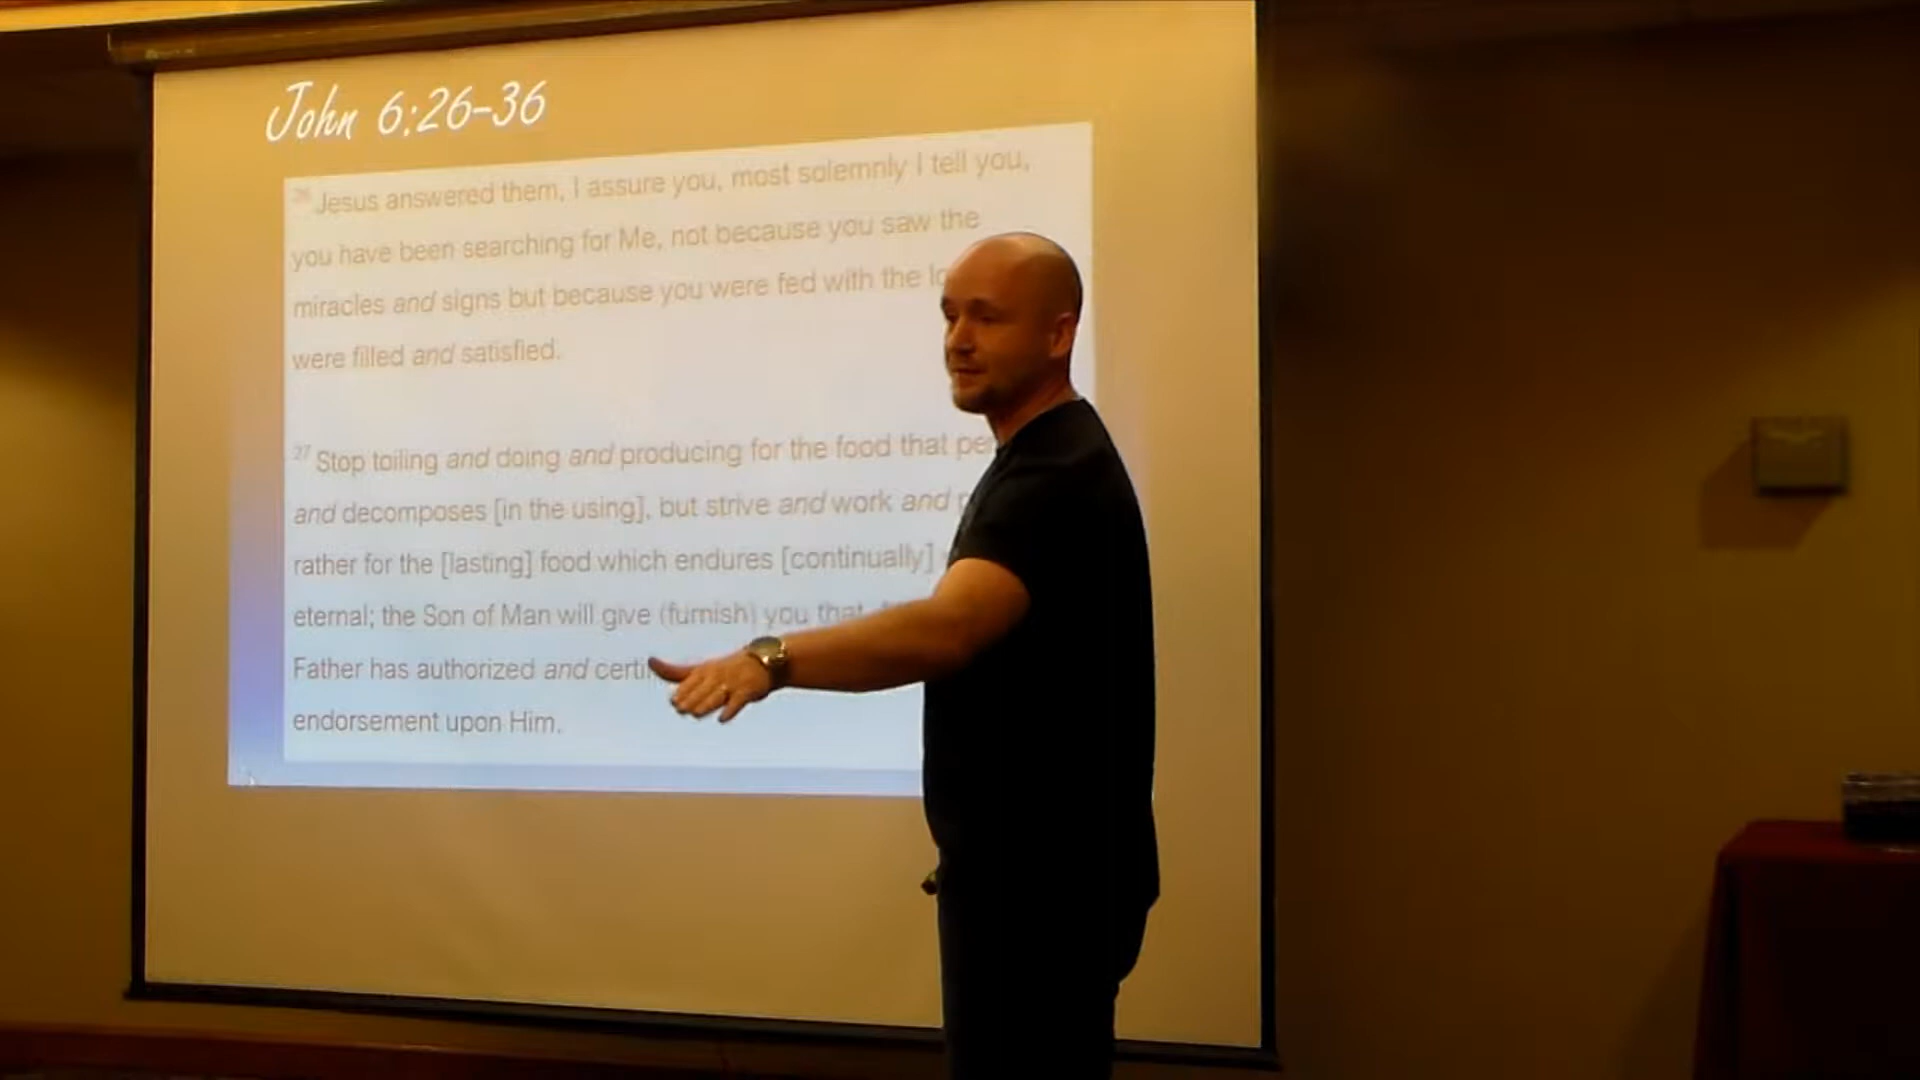 John 6:26-36
26 Jesus answered them, I assure you, most solemnly I tell you,
you have been searching for Me, not because you saw the
miracles and signs but because you were fed with the
were filled and satisfied.
27 Stop toiling and doing and producing for the food that
and decomposes [in the using], but strive and work and
rather for the [lasting] food which endures [continually]
eternal; the Son of Man will give (furnish) you that
Father has authorized and
endorsement upon Him.